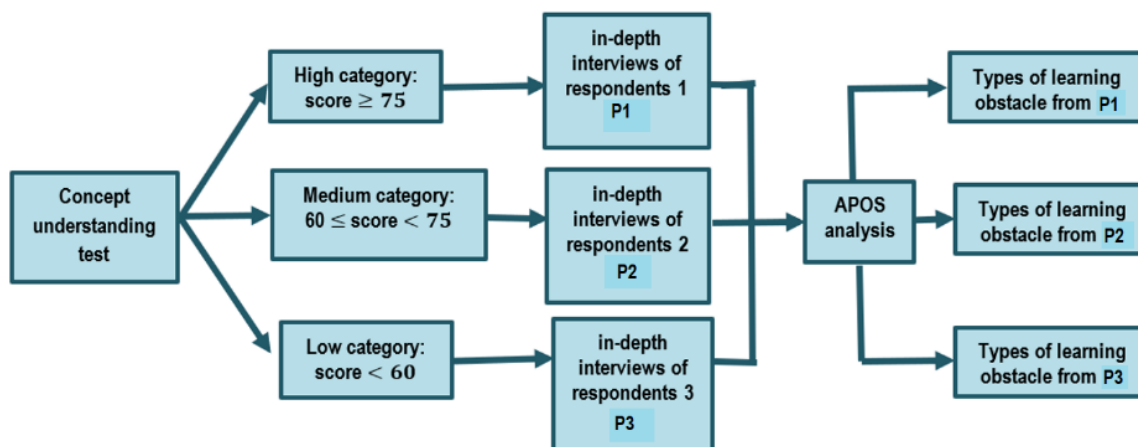 Concept
understanding
test
High category:
score ≥ 75
Medium category:
60 ≤ score < 75
Low category:
score < 60
in-depth
interviews of
respondents 1
P1
in-depth
interviews of
respondents 2
P2
in-depth
interviews of
respondents 3
P3
APOS
analysis
Types of learning
obstacle from P1
Types of learning
obstacle from P2
Types of learning
obstacle from P3